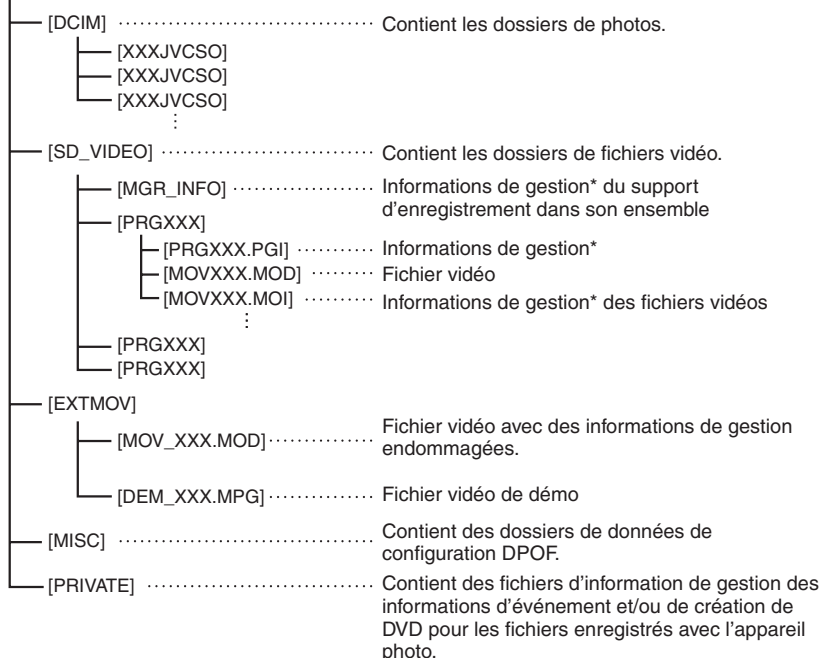 [DCIM] Contient les dossiers de photos.
[XXXJVCSO]
[XXXJVCSO]
[XXXJVCSO]
[SD_VIDEO] Contient les dossiers de fichiers vidéo.
[MGR_INFO] Informations de gestion* du support
d'enregistrement dans son ensemble
[PRGXXX]
[PRGXXX.PGI] Informations de gestion*
[MOVXXX.MOD] Fichier vidéo
[MOVXXX.MOI] Informations de gestion* des fichiers vidéos
[PRGXXX]
[PRGXXX]
[EXTMOV]
[MOV_XXX.MOD] Fichier vidéo avec des informations de gestion
endommagées.
[DEM_XXX.MPG] Fichier vidéo de démo
[MISC] Contient des dossiers de données de
configuration DPOF.
[PRIVATE] Contient des fichiers d'information de gestion des
informations d'événement et/ou de création de
DVD pour les fichiers enregistrés avec l'appareil
photo.